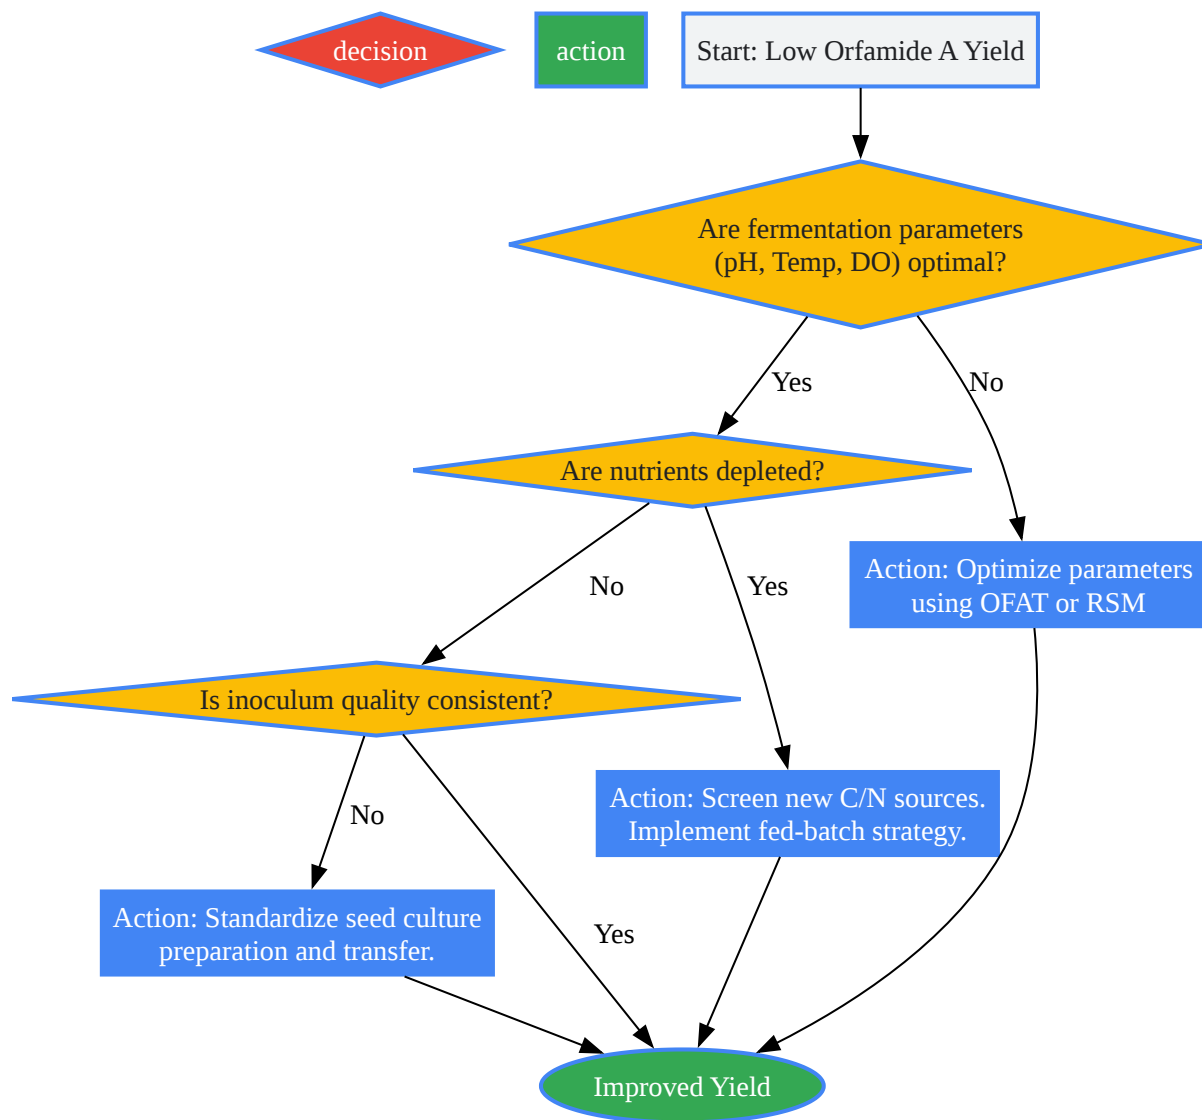 decision
action
Start: Low Orfamide A Yield
Are fermentation parameters
(pH, Temp, DO) optimal?
Yes
No
Are nutrients depleted?
Action: Optimize parameters
using OFAT or RSM
No
Yes
Is inoculum quality consistent?
Action: Screen new C/N sources.
Implement fed-batch strategy.
No
Action: Standardize seed culture
preparation and transfer.
Yes
Improved Yield